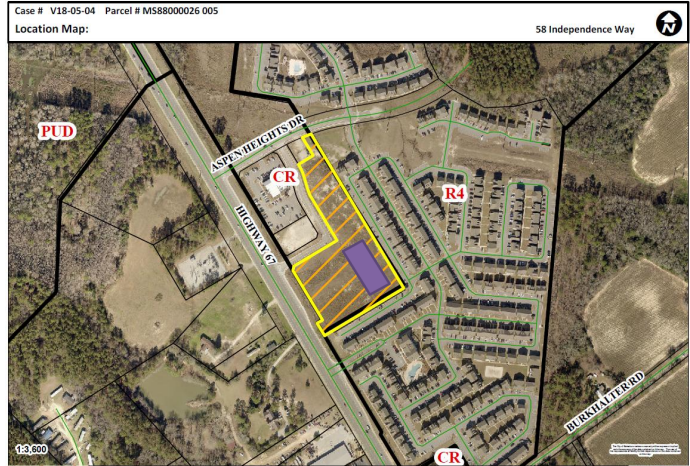 Case # V18-05-04 Parcel # MS88000026 005
Location Map:
58 Independence Way
N
PUD
ASPEN HEIGHTS DR
CR
R4
HIGHWAY 67
BURKHALTER RD
CR
1:3,600